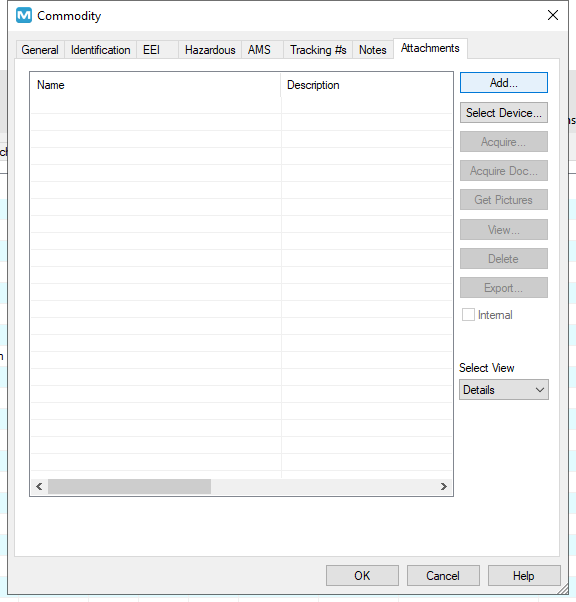 M Commodity
General Identification EEI Hazardous AMS Tracking #s Notes Attachments
Name Description
Add...
Select Device...
Acquire...
Acquire Doc...
Get Pictures
View...
Delete
Export...
Internal
Select View
Details
OK Cancel Help